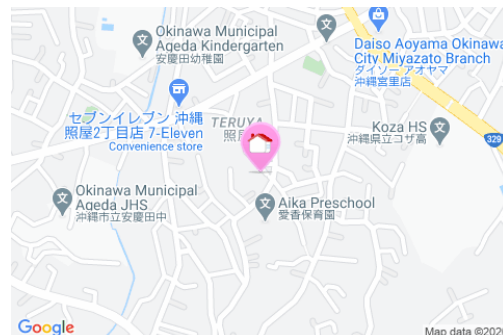 Okinawa Municipal
Ageda Kindergarten
安慶田幼稚園
Daiso Aoyama Okinawa
City Miyazato Branch
ダイソー アオヤマ
沖縄宮里店
セブンイレブン 沖縄
照屋2丁目店 7-Eleven
Convenience store
TERUYA
照屋
Koza HS
沖縄県立コザ高
329
Okinawa Municipal
Ageda JHS
沖縄市立安慶田中
Aika Preschool
愛香保育園
Google
Map data ©202